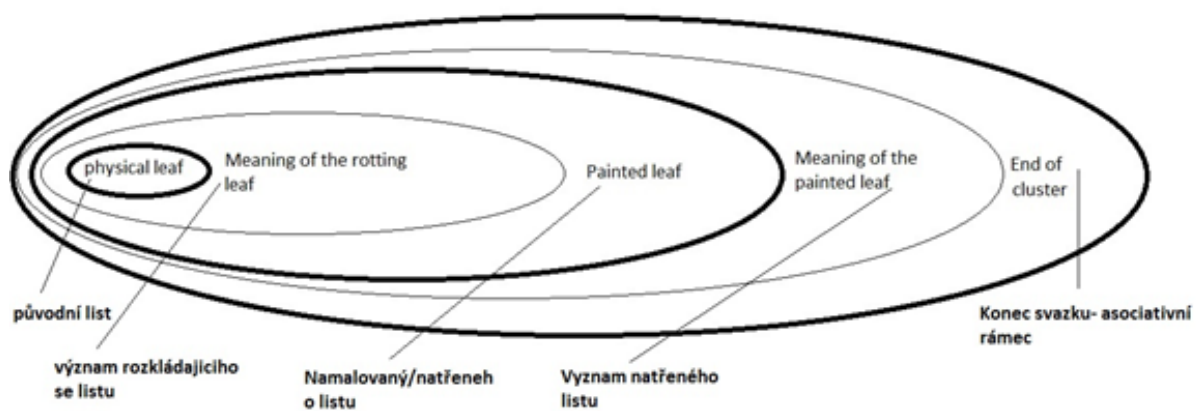 physical leaf
Meaning of the rotting
leaf
Painted leaf
Meaning of the
painted leaf
End of
cluster
původní list
význam rozkládajiciho
se listu
Namalovaný/natřeneh
o listu
Vyznam natřeného
listu
Konec svazku- asociativní
rámec